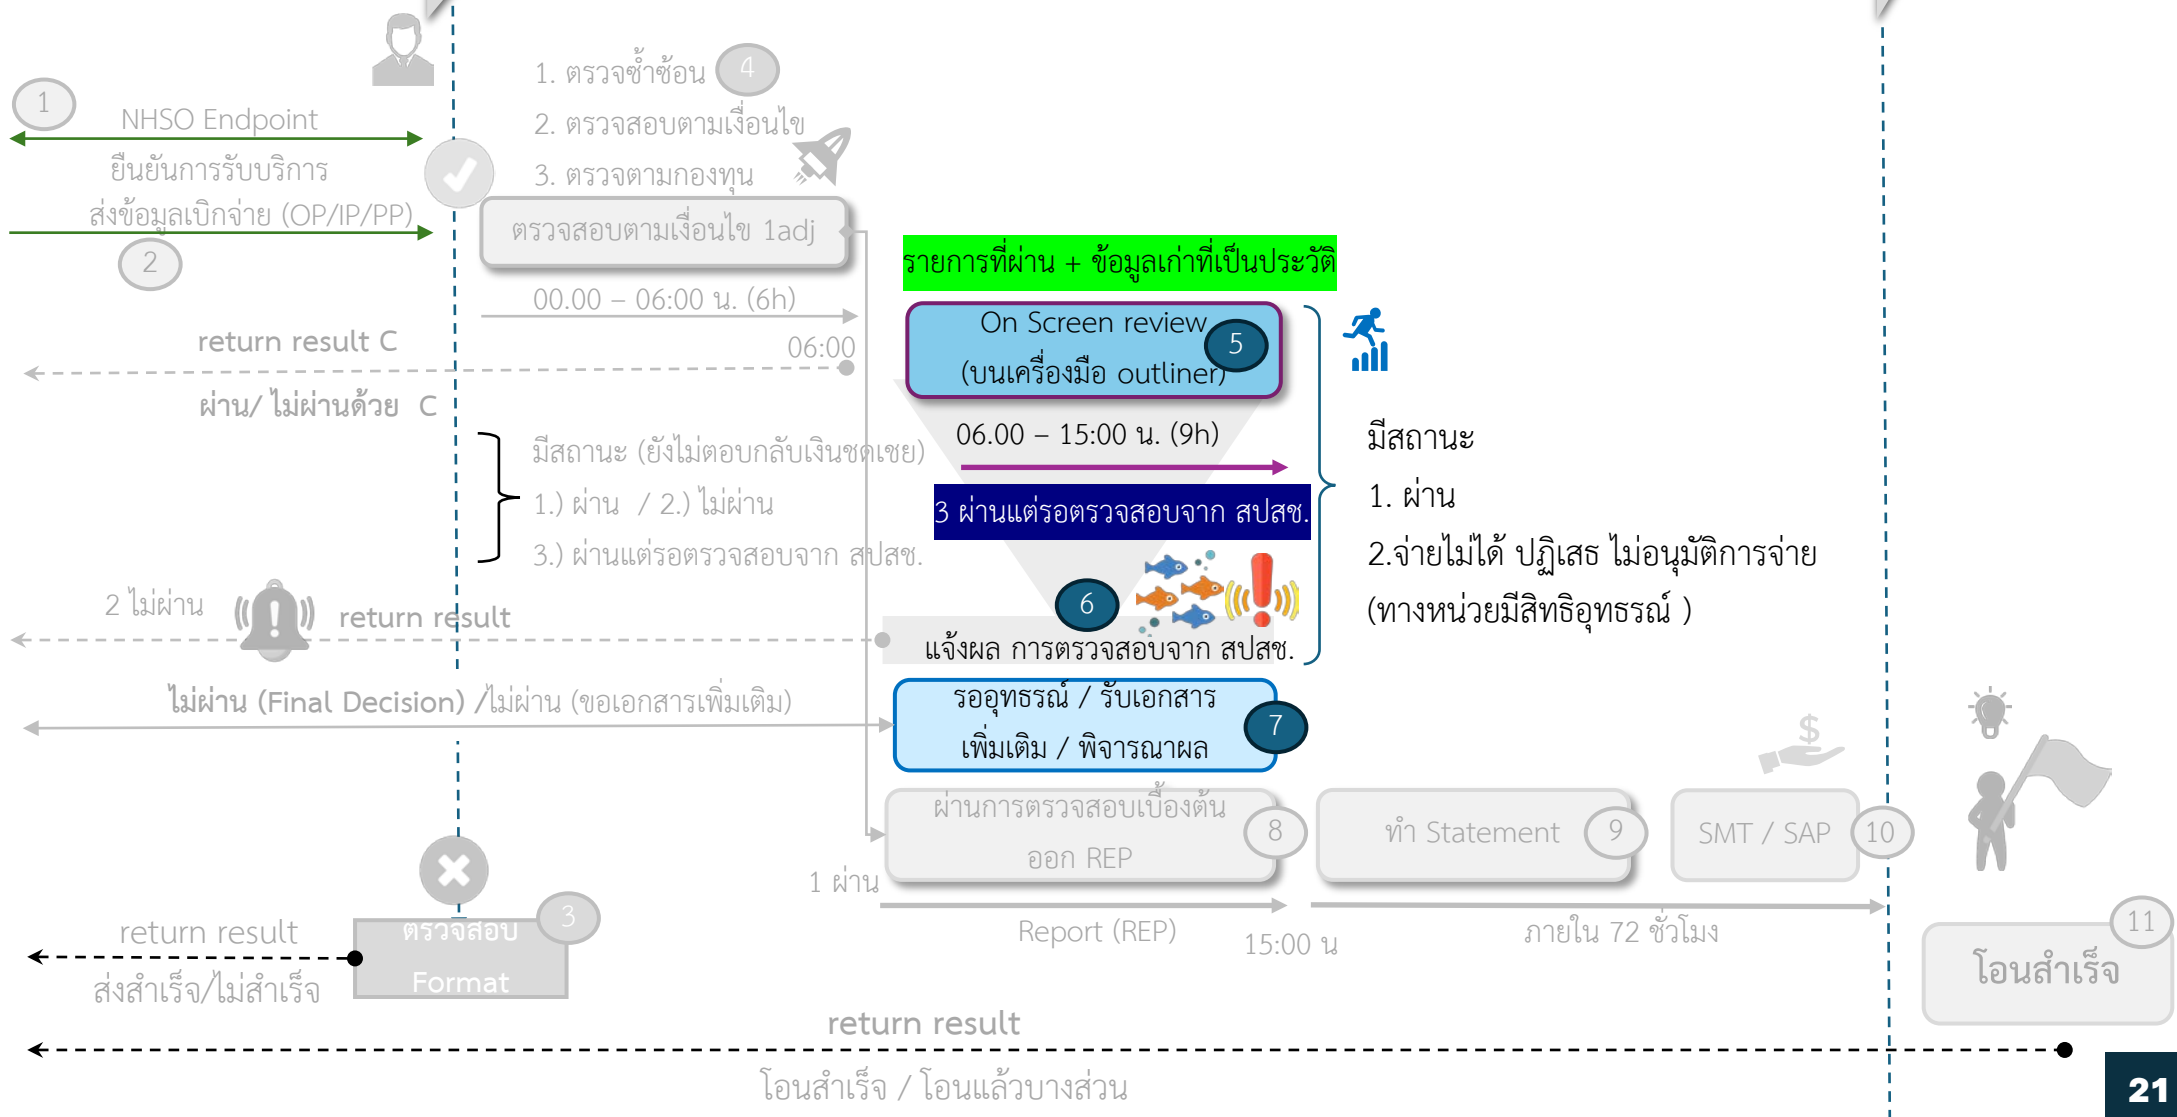 1
NHSO Endpoint
ยืนยันการรับบริการ
ส่งข้อมูลเบิกจ่าย (OP/IP/PP)
2
1. ตรวจซ้ำซ้อน
4
2. ตรวจสอบตามเงื่อนไข
3. ตรวจตามกองทุน
ตรวจสอบตามเงื่อนไข 1adj
00.00 – 06:00 น. (6h)
06:00
return result C
ผ่าน/ ไม่ผ่านด้วย C
มีสถานะ (ยังไม่ตอบกลับเงินชดเชย)
1.) ผ่าน / 2.) ไม่ผ่าน
3.) ผ่านแต่รอตรวจสอบจาก สปสช.
รายการที่ผ่าน + ข้อมูลเก่าที่เป็นประวัติ
On Screen review
(บนเครื่องมือ outliner)
5
06.00 – 15:00 น. (9h)
3 ผ่านแต่รอตรวจสอบจาก สปสช.
6
แจ้งผล การตรวจสอบจาก สปสช.
มีสถานะ
1. ผ่าน
2.จ่ายไม่ได้ ปฏิเสธ ไม่อนุมัติการจ่าย
(ทางหน่วยมีสิทธิอุทธรณ์ )
2 ไม่ผ่าน
return result
ไม่ผ่าน (Final Decision) /ไม่ผ่าน (ขอเอกสารเพิ่มเติม)
รออุทธรณ์ / รับเอกสาร
เพิ่มเติม / พิจารณาผล
7
ผ่านการตรวจสอบเบื้องต้น
ออก REP
8
ทำ Statement
9
SMT / SAP
10
1 ผ่าน
Report (REP)
15:00 น
ภายใน 72 ชั่วโมง
ตรวจสอบ
Format
3
return result
ส่งสำเร็จ/ไม่สำเร็จ
11
โอนสำเร็จ
return result
โอนสำเร็จ / โอนแล้วบางส่วน
21